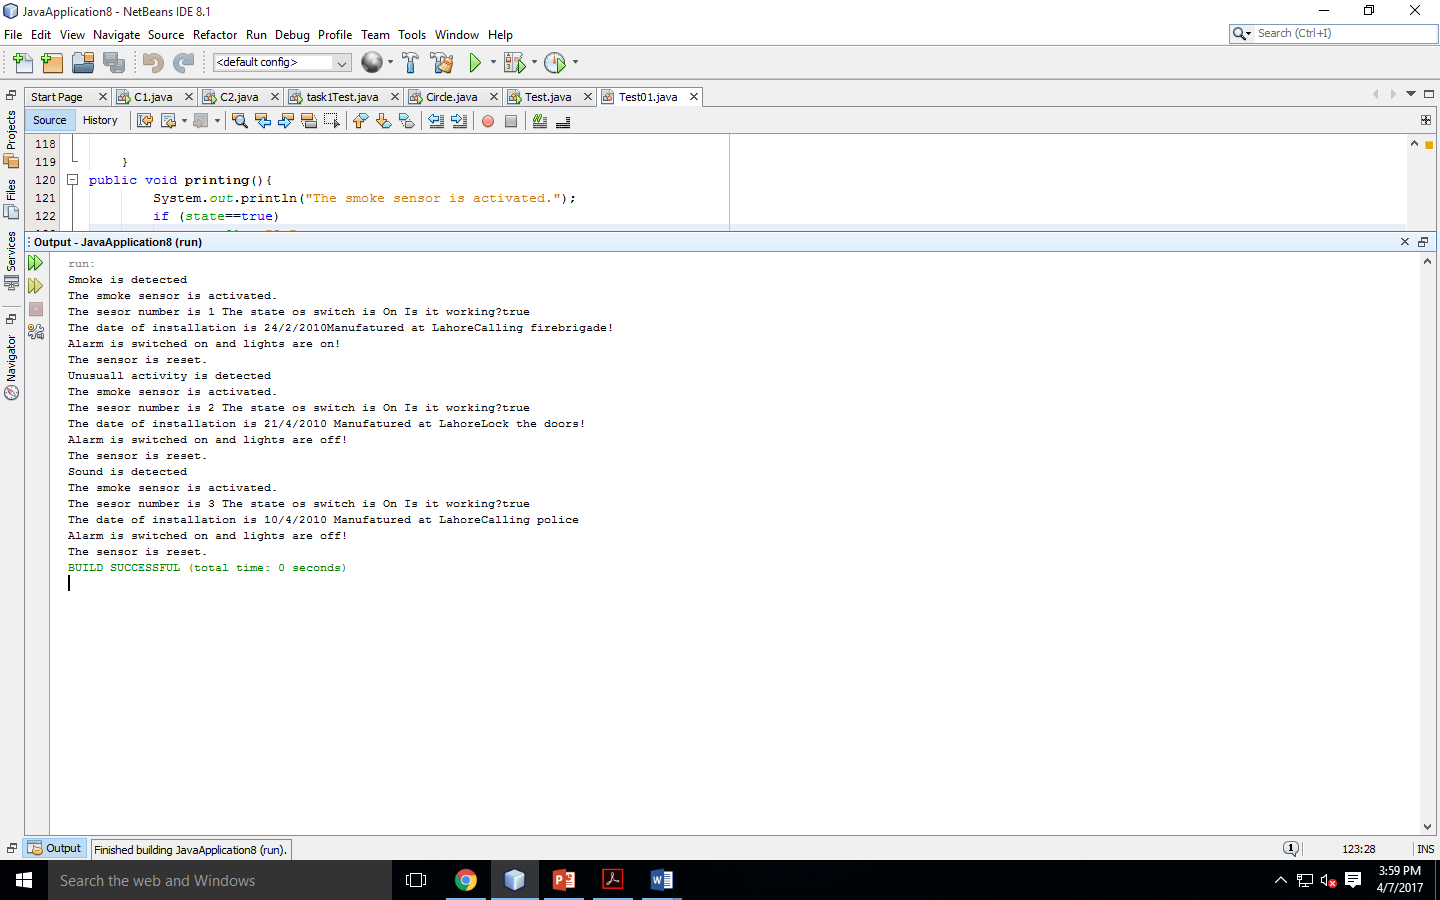 JavaApplication8 - NetBeans IDE 8.1
File Edit View Navigate Source Refactor Run Debug Profile Team Tools Window Help
Search (Ctrl+I)
<default config>
Start Page C1.java C2.java task1Test.java Circle.java Test.java Test01.java
Source History
Projects
Files
Services
Navigator
118
119 }
120 public void printing(){
121 System.out.println("The smoke sensor is activated.");
122 if (state==true)
Output - JavaApplication8 (run)
run:
Smoke is detected
The smoke sensor is activated.
The sesor number is 1 The state os switch is On Is it working?true
The date of installation is 24/2/2010Manufatured at LahoreCalling firebrigade!
Alarm is switched on and lights are on!
The sensor is reset.
Unusuall activity is detected
The smoke sensor is activated.
The sesor number is 2 The state os switch is On Is it working?true
The date of installation is 21/4/2010 Manufatured at LahoreLock the doors!
Alarm is switched on and lights are off!
The sensor is reset.
Sound is detected
The smoke sensor is activated.
The sesor number is 3 The state os switch is On Is it working?true
The date of installation is 10/4/2010 Manufatured at LahoreCalling police
Alarm is switched on and lights are off!
The sensor is reset.
BUILD SUCCESSFUL (total time: 0 seconds)
Output
Finished building JavaApplication8 (run).
1
123:28
INS
Search the web and Windows
3:59 PM
4/7/2017